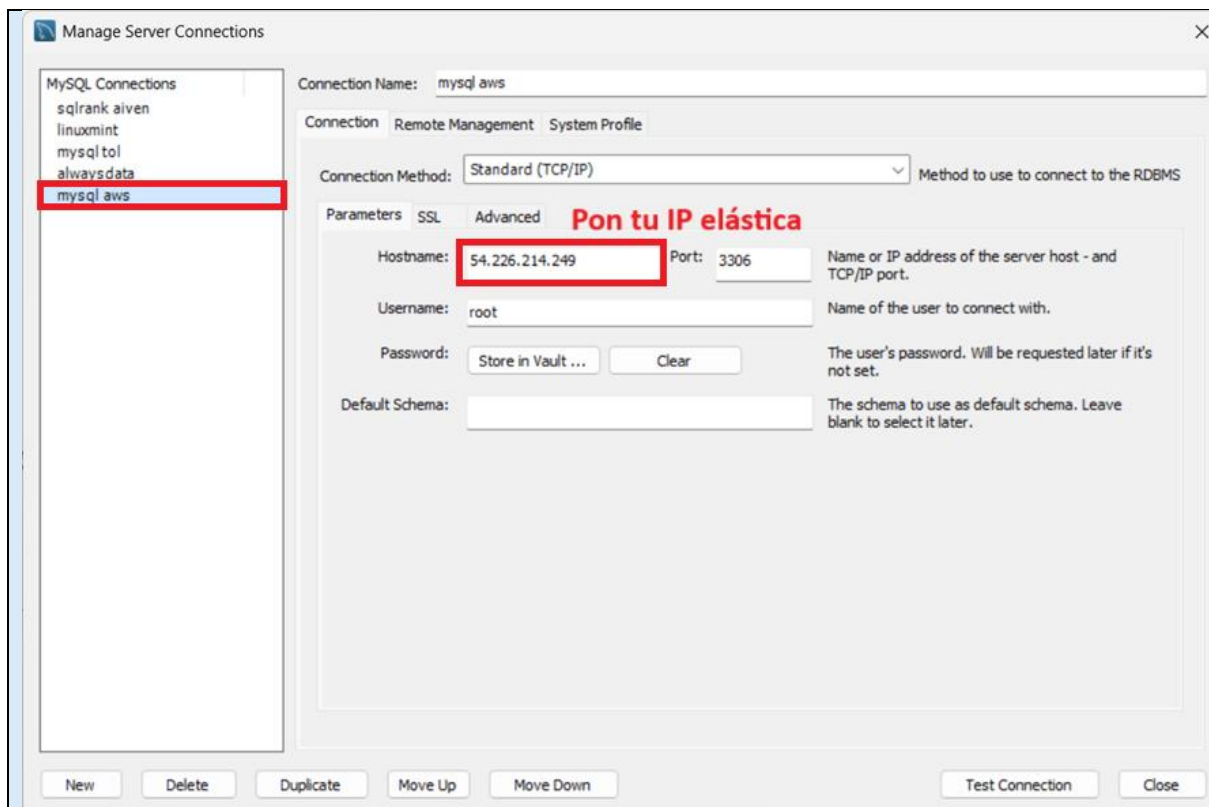 Manage Server Connections
MySQL Connections
sqlrank aiven
linuxmint
mysql tol
alwaysdata
mysql aws
Connection Name: mysql aws
Connection Remote Management System Profile
Connection Method: Standard (TCP/IP) Method to use to connect to the RDBMS
Parameters SSL Advanced Pon tu IP elástica
Hostname: 54.226.214.249 Port: 3306 Name or IP address of the server host - and
TCP/IP port.
Username: root Name of the user to connect with.
Password: Store in Vault ... Clear The user's password. Will be requested later if it's
not set.
Default Schema: The schema to use as default schema. Leave
blank to select it later.
New Delete Duplicate Move Up Move Down Test Connection Close